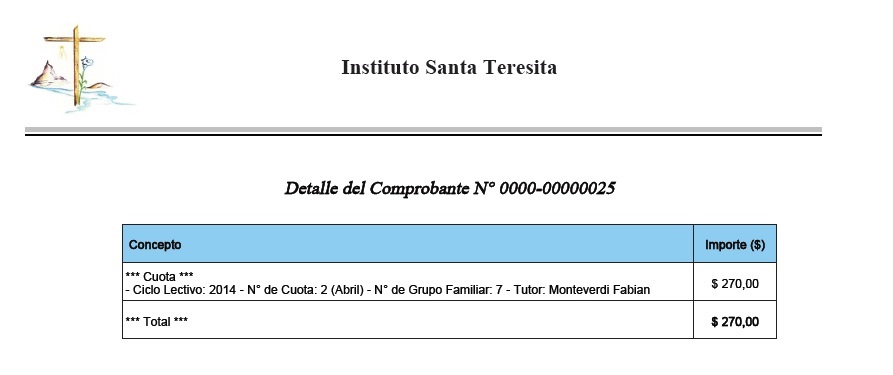 Instituto Santa Teresita
Detalle del Comprobante N° 0000-00000025
Concepto Importe ($)
*** Cuota ***
- Ciclo Lectivo: 2014 - N° de Cuota: 2 (Abril) - N° de Grupo Familiar: 7 - Tutor: Monteverdi Fabian $ 270,00
*** Total *** $ 270,00